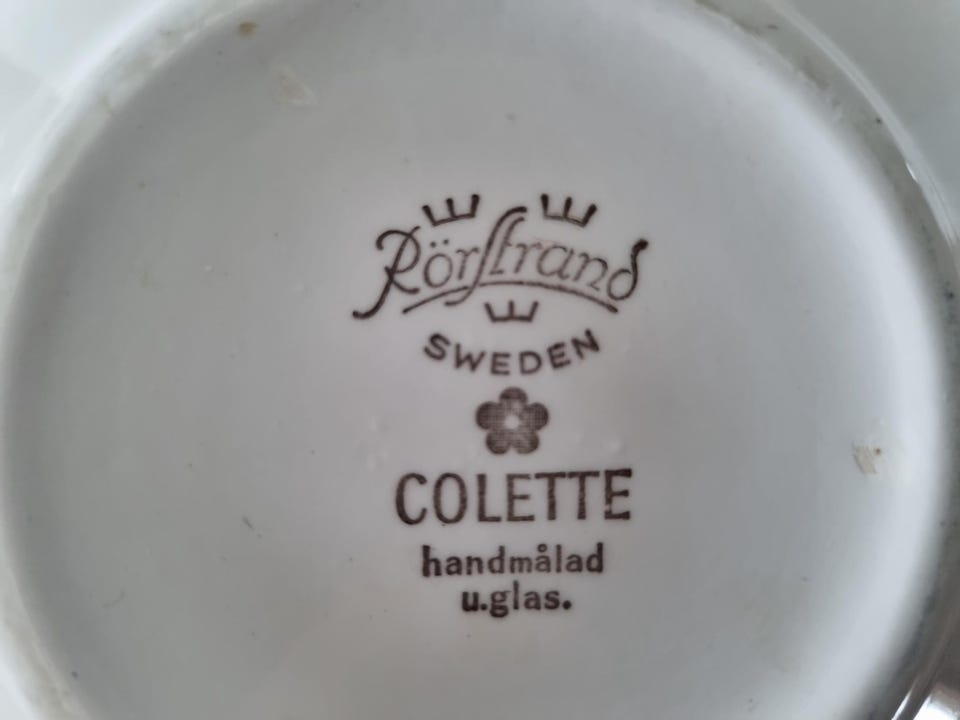 Rörstrand
SWEDEN
COLETTE
handmålad
u.glas.